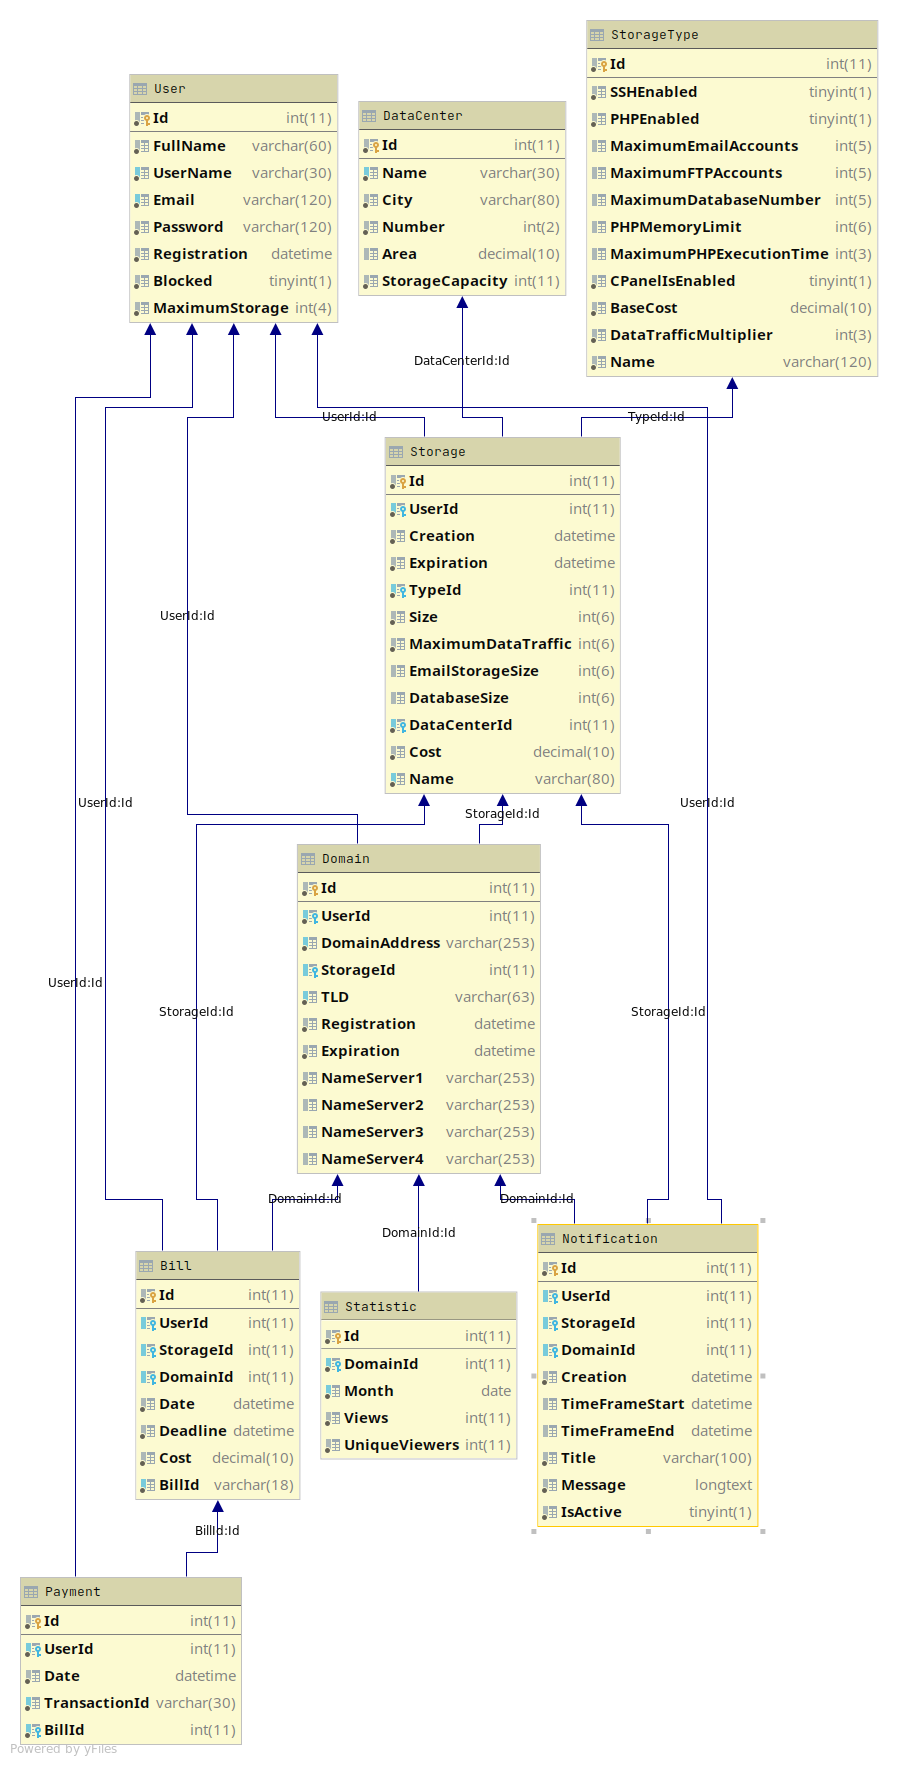 StorageType
Id int(11)
SSHEnabled tinyint(1)
PHPEnabled tinyint(1)
MaximumEmailAccounts int(5)
MaximumFTPAccounts int(5)
MaximumDatabaseNumber int(5)
PHPMemoryLimit int(6)
MaximumPHPExecutionTime int(3)
CPanelIsEnabled tinyint(1)
BaseCost decimal(10)
DataTrafficMultiplier int(3)
Name varchar(120)
User
Id int(11)
FullName varchar(60)
UserName varchar(30)
Email varchar(120)
Password varchar(120)
Registration datetime
Blocked tinyint(1)
MaximumStorage int(4)
DataCenter
Id int(11)
Name varchar(30)
City varchar(80)
Number int(2)
Area decimal(10)
StorageCapacity int(11)
DataCenterId:Id
UserId:Id
TypeId:Id
Storage
Id int(11)
UserId int(11)
Creation datetime
Expiration datetime
TypeId int(11)
Size int(6)
MaximumDataTraffic int(6)
EmailStorageSize int(6)
DatabaseSize int(6)
DataCenterId int(11)
Cost decimal(10)
Name varchar(80)
UserId:Id
UserId:Id
UserId:Id
StorageId:Id
Domain
Id int(11)
UserId int(11)
DomainAddress varchar(253)
StorageId int(11)
TLD varchar(63)
Registration datetime
Expiration datetime
NameServer1 varchar(253)
NameServer2 varchar(253)
NameServer3 varchar(253)
NameServer4 varchar(253)
UserId:Id
StorageId:Id
StorageId:Id
DomainId:Id
DomainId:Id
DomainId:Id
Bill
Id int(11)
UserId int(11)
StorageId int(11)
DomainId int(11)
Date datetime
Deadline datetime
Cost decimal(10)
BillId varchar(18)
Statistic
Id int(11)
DomainId int(11)
Month date
Views int(11)
UniqueViewers int(11)
Notification
Id int(11)
UserId int(11)
StorageId int(11)
DomainId int(11)
Creation datetime
TimeFrameStart datetime
TimeFrameEnd datetime
Title varchar(100)
Message longtext
IsActive tinyint(1)
BillId:Id
Payment
Id int(11)
UserId int(11)
Date datetime
TransactionId varchar(30)
BillId int(11)
Powered by yFiles